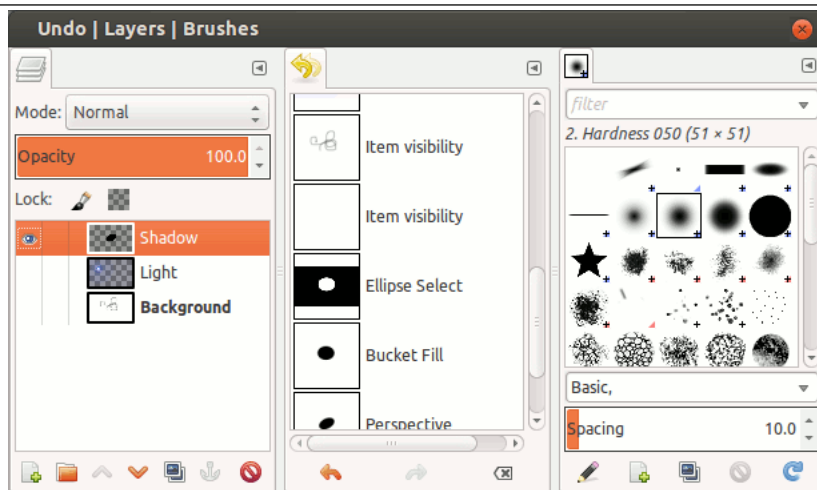 Undo | Layers | Brushes
Mode: Normal
Opacity 100.0
Lock:
Shadow
Light
Background
Item visibility
Item visibility
Ellipse Select
Bucket Fill
Perspective
filter
2. Hardness 050 (51 × 51)
Basic,
Spacing 10.0